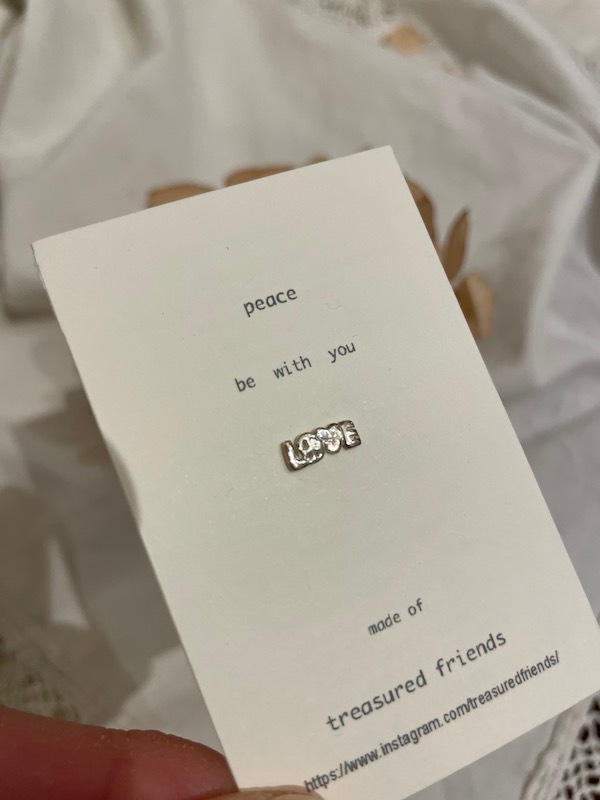 peace
be with you
LOVE
made of
treasured friends
https://www.instagram.com/treasuredfriends/